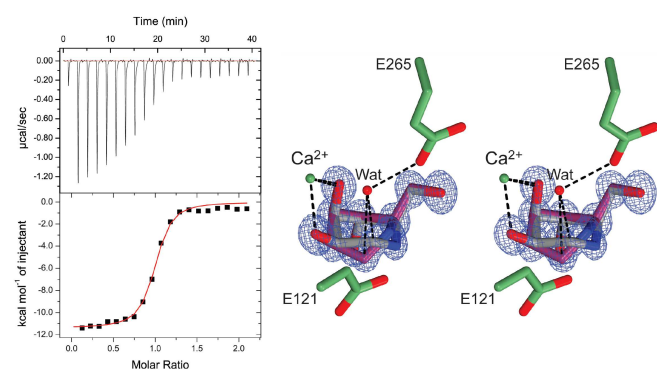 Time (min)
0 10 20 30 40
0.00
-0.20
-0.40
-0.60
-0.80
-1.00
-1.20
µcal/sec
0.0
-2.0
-4.0
-6.0
-8.0
-10.0
-12.0
kcal mol⁻¹ of injectant
0.0 0.5 1.0 1.5 2.0
Molar Ratio
E265
Ca²⁺
Wat
E121
E265
Ca²⁺
Wat
E121